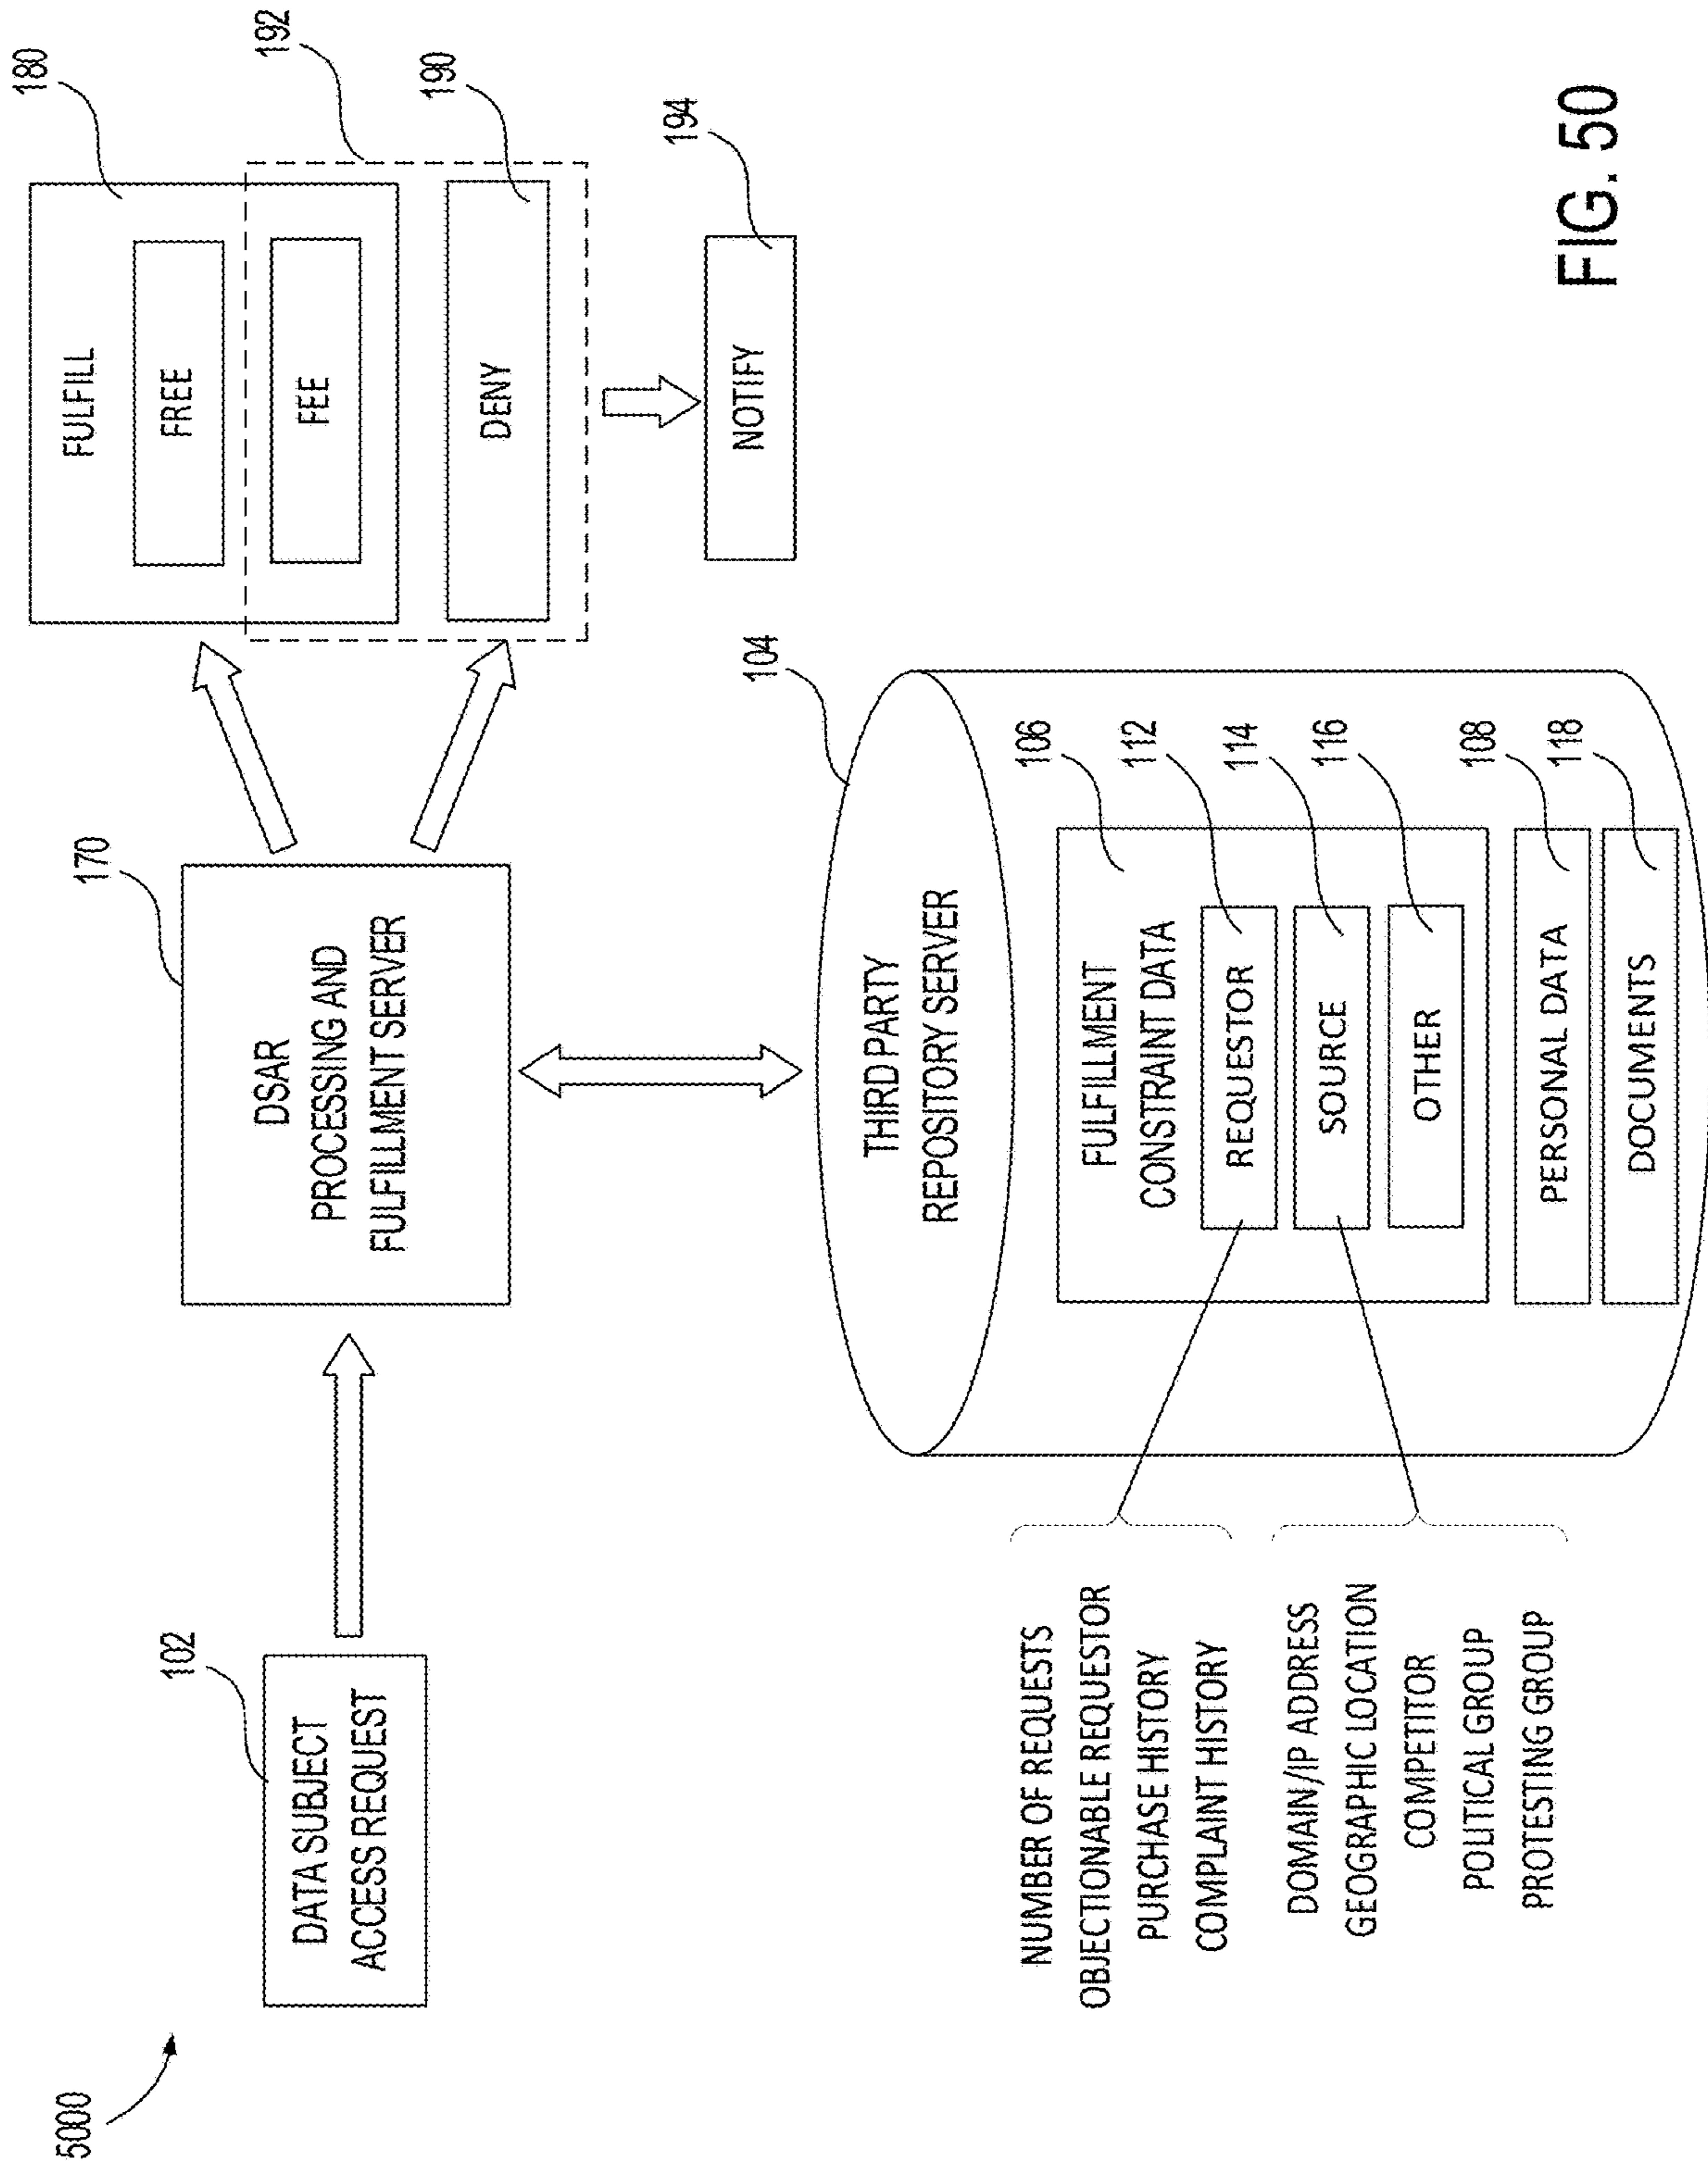 5000
102
DATA SUBJECT
ACCESS REQUEST
170
DSAR
PROCESSING AND
FULFILLMENT SERVER
180
FULFILL
FREE
FEE
192
190
DENY
194
NOTIFY
104
THIRD PARTY
REPOSITORY SERVER
106
FULFILLMENT
CONSTRAINT DATA
112
REQUESTOR
114
SOURCE
116
OTHER
108
PERSONAL DATA
118
DOCUMENTS
NUMBER OF REQUESTS
OBJECTIONABLE REQUESTOR
PURCHASE HISTORY
COMPLAINT HISTORY
DOMAIN/IP ADDRESS
GEOGRAPHIC LOCATION
COMPETITOR
POLITICAL GROUP
PROTESTING GROUP
FIG. 50